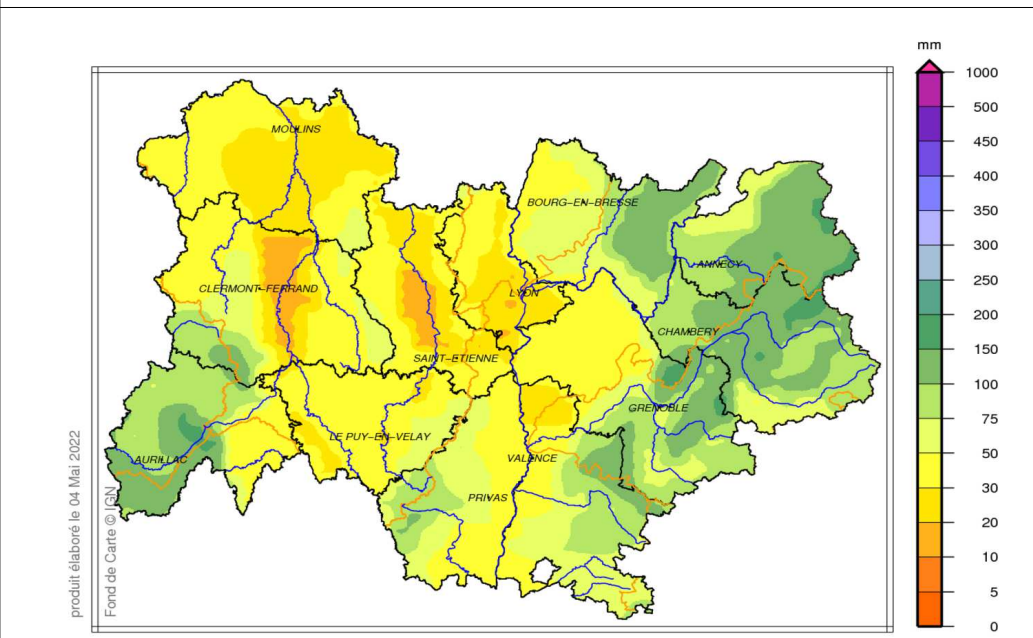 mm
1000
500
450
400
350
300
250
200
150
100
75
50
30
20
10
5
0
MOULINS
BOURG-EN-BRESSE
ANNECY
CLERMONT-FERRAND
LYON
CHAMBERY
SAINT-ETIENNE
GRENOBLE
LE PUY-EN-VELAY
AURILLAC
VALENCE
PRIVAS
produit élaboré le 04 Mai 2022
Fond de Carte © IGN